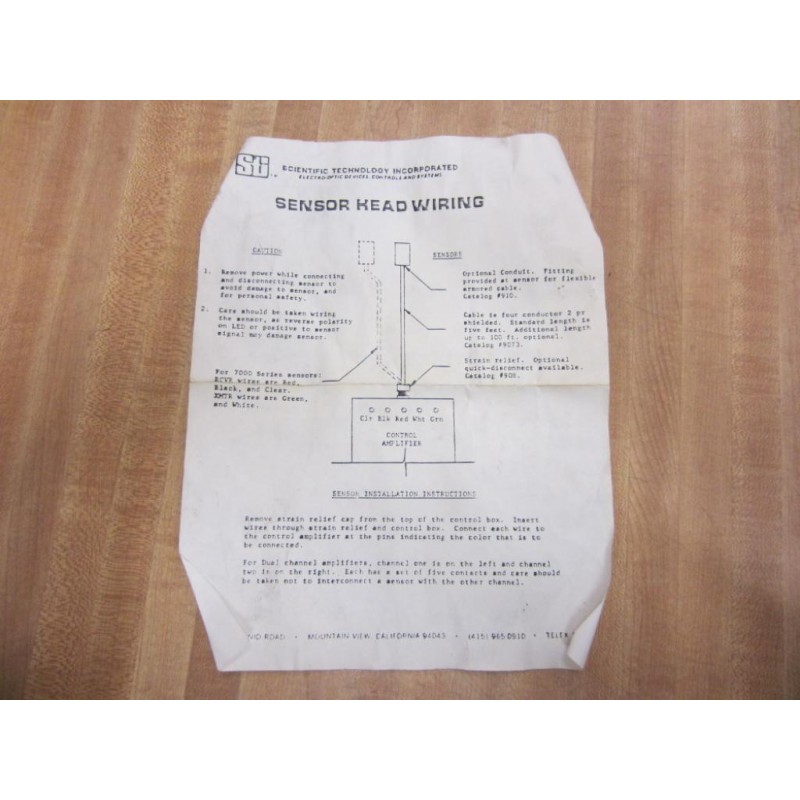 SCIENTIFIC TECHNOLOGY INCORPORATED
ELECTRO-OPTIC DEVICES, CONTROLS AND SYSTEMS
SENSOR HEAD WIRING
CAUTION
1. Remove power while connecting
and disconnecting sensor to
avoid damage to sensor, and
for personal safety.
2. Care should be taken wiring
the sensor, as reverse polarity
on LED or positive to sensor
signal may damage sensor.
For 7000 Series sensors:
RCVR wires are Red,
Black, and Clear.
XMTR wires are Green,
and White.
SENSORS
Optional Conduit. Fitting
provided at sensor for flexible
armored cable.
Catalog #910.
Cable is four conductor 2 pr
shielded. Standard length is
five feet. Additional length
up to 100 ft. optional.
Catalog #9073.
Strain relief. Optional
quick-disconnect available.
Catalog #908.
Clr Blk Red Wht Grn
CONTROL
AMPLIFIER
SENSOR INSTALLATION INSTRUCTIONS
Remove strain relief cap from the top of the control box. Insert
wires through strain relief and control box. Connect each wire to
the control amplifier at the pins indicating the color that is to
be connected.
For Dual channel amplifiers, channel one is on the left and channel
two is on the right. Each has a set of five contacts and care should
be taken not to interconnect a sensor with the other channel.
ROAD • MOUNTAIN VIEW, CALIFORNIA 94043 • (415) 965-0910 • TELEX